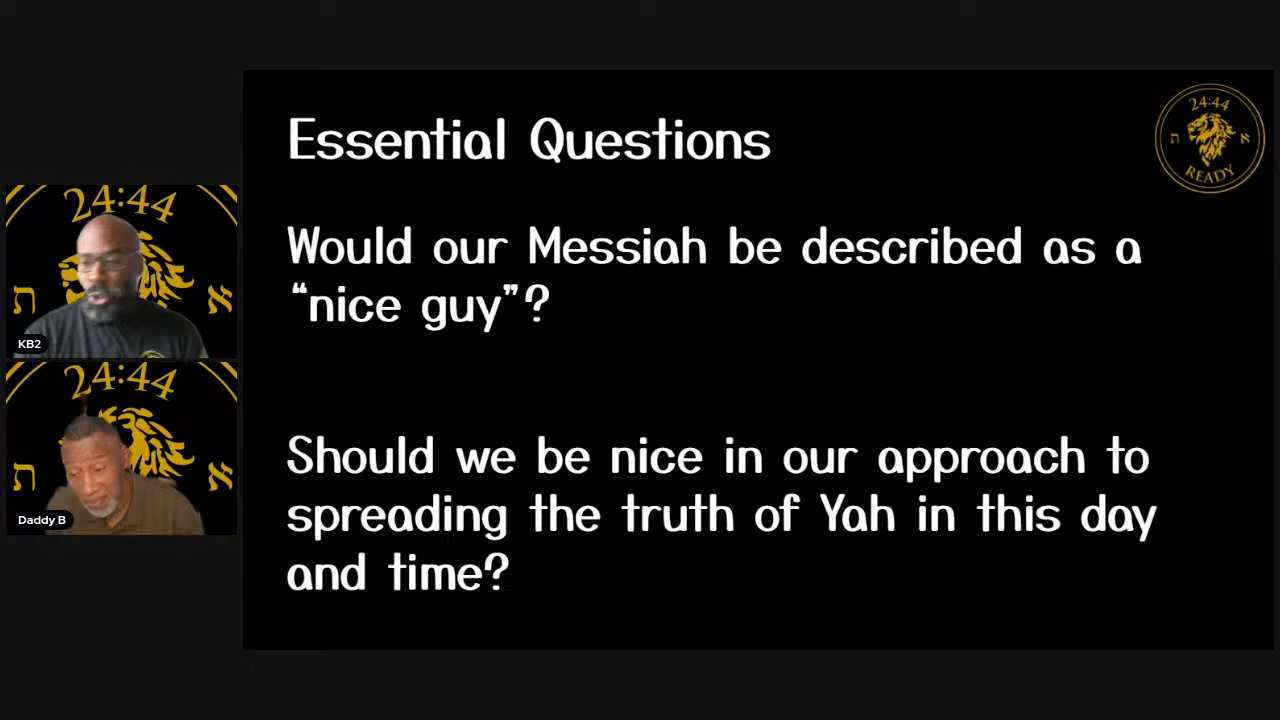 Essential Questions
Would our Messiah be described as a
“nice guy”?
Should we be nice in our approach to
spreading the truth of Yah in this day
and time?
24:44
ת
א
READY
24:44
ת
א
KB2
24:44
ת
א
Daddy B